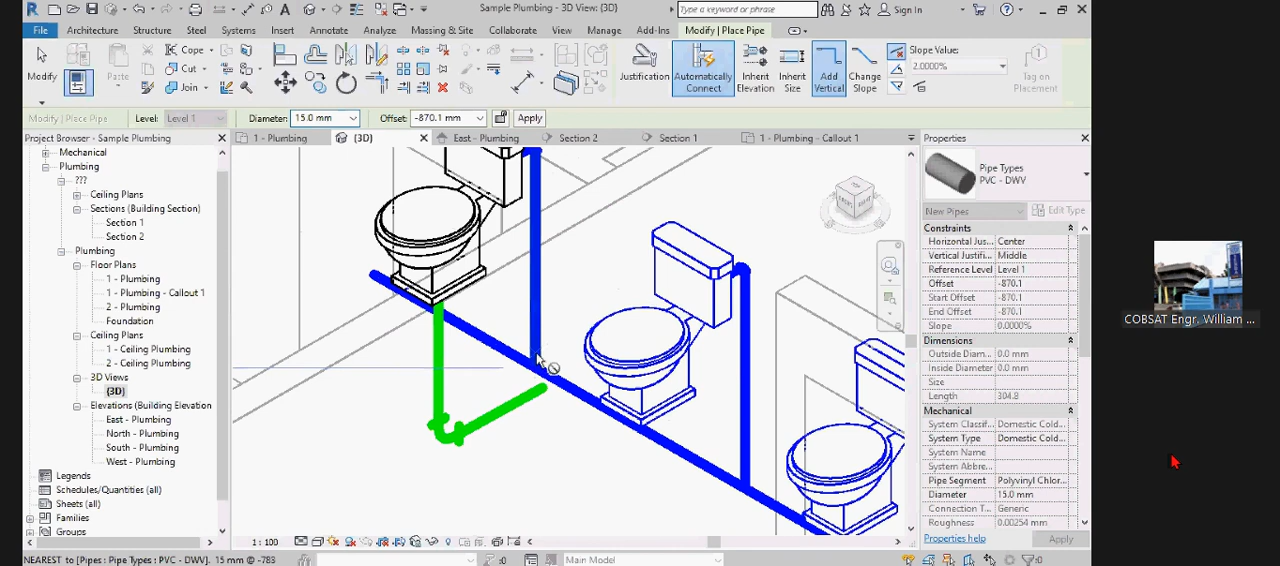 Sample Plumbing - 3D View: {3D}
Type a keyword or phrase
Sign In
File Architecture Structure Steel Systems Insert Annotate Analyze Massing & Site Collaborate View Manage Add-Ins Modify | Place Pipe
Modify
Paste
Cope
Cut
Join
Justification
Automatically Connect
Inherit Elevation
Inherit Size
Add Vertical
Change Slope
Slope Value:
2.0000%
Tag on Placement
Modify | Place Pipe
Level: Level 1
Diameter: 15.0 mm
Offset: -870.1 mm
Apply
Project Browser - Sample Plumbing
Mechanical
Plumbing
???
Ceiling Plans
Sections (Building Section)
Section 1
Section 2
Plumbing
Floor Plans
1 - Plumbing
1 - Plumbing - Callout 1
2 - Plumbing
Foundation
Ceiling Plans
1 - Ceiling Plumbing
2 - Ceiling Plumbing
3D Views
{3D}
Elevations (Building Elevation
East - Plumbing
North - Plumbing
South - Plumbing
West - Plumbing
Legends
Schedules/Quantities (all)
Sheets (all)
Families
Groups
1 - Plumbing
{3D}
East - Plumbing
Section 2
Section 1
1 - Plumbing - Callout 1
Properties
Pipe Types
PVC - DWV
New Pipes
Edit Type
Constraints
Horizontal Jus... Center
Vertical Justifi... Middle
Reference Level Level 1
Offset -870.1
Start Offset -870.1
End Offset -870.1
Slope 0.0000%
Dimensions
Outside Diam... 0.0 mm
Inside Diamet... 0.0 mm
Size
Length 304.8
Mechanical
System Classif... Domestic Cold...
System Type Domestic Cold...
System Name
System Abbre...
Pipe Segment Polyvinyl Chlor...
Diameter 15.0 mm
Connection T... Generic
Roughness 0.00254 mm
Properties help
Apply
1 : 100
NEAREST to [Pipes : Pipe Types : PVC - DWV]. 15 mm @ -783
:0
Main Model
:0
COBSAT Engr. William ...